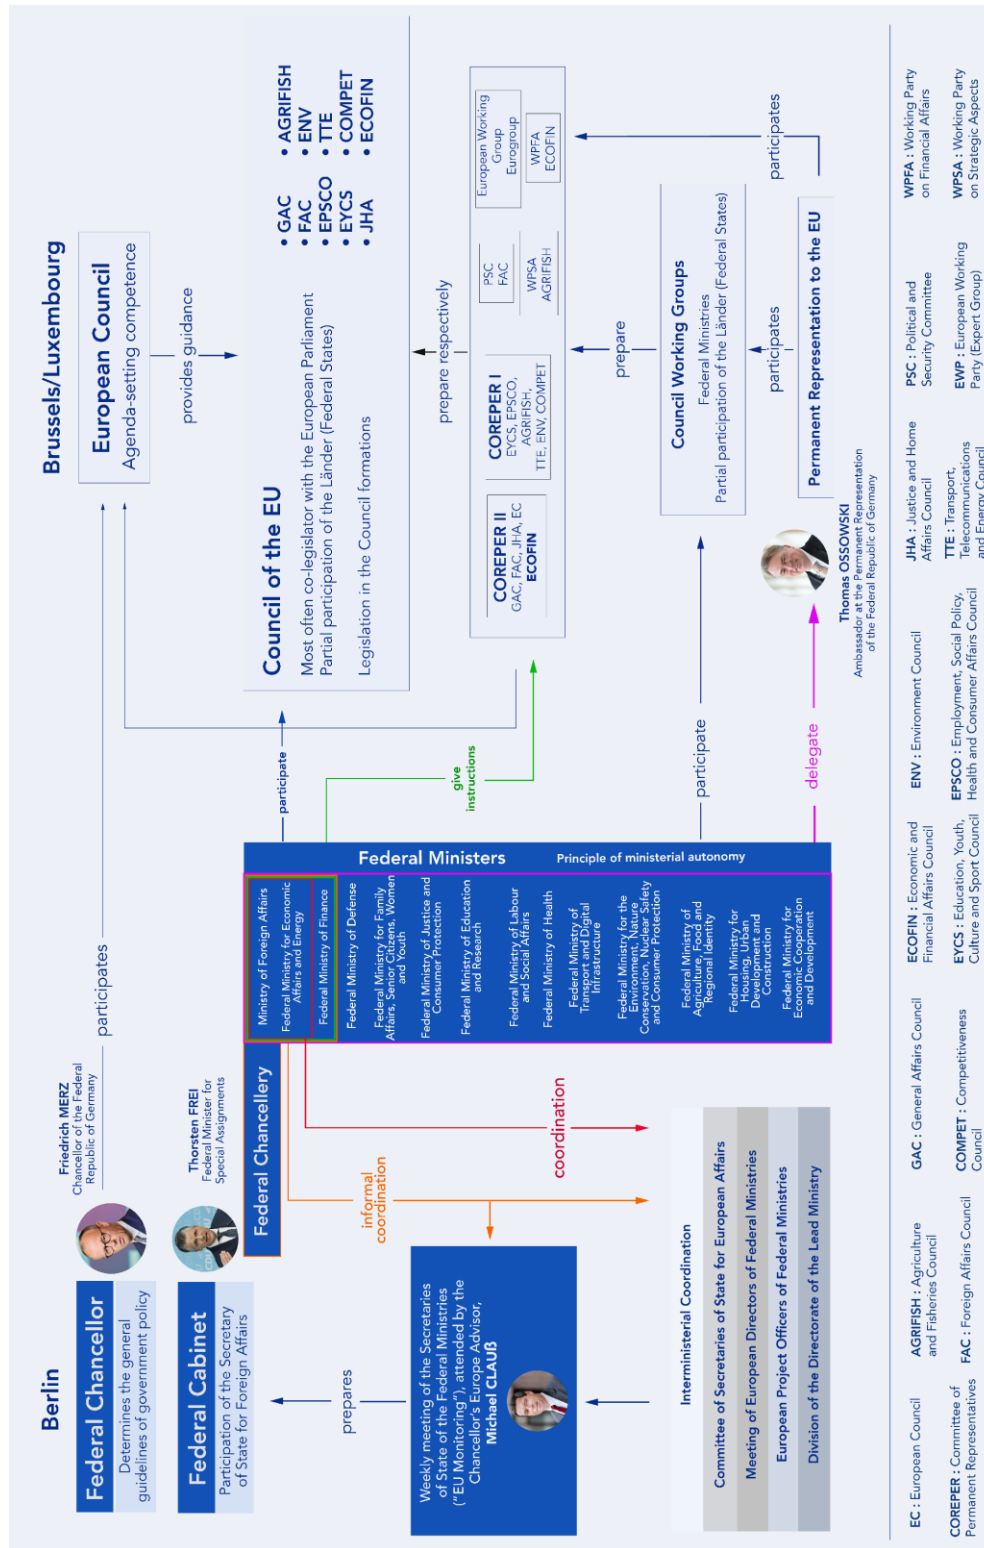 Berlin
Brussels/Luxembourg
Federal Chancellor
Determines the general
guidelines of government policy
Friedrich MERZ
Chancellor of the Federal
Republic of Germany
participates
European Council
Agenda-setting competence
provides guidance
Federal Cabinet
Participation of the Secretary
of State for Foreign Affairs
Thorsten FREI
Federal Minister for
Special Assignments
prepares
Federal Chancellery
informal
coordination
coordination
Weekly meeting of the Secretaries
of State of the Federal Ministries
("EU Monitoring"), attended by the
Chancellor's Europe Advisor,
Michael CLAUß
Interministerial Coordination
Committee of Secretaries of State for European Affairs
Meeting of European Directors of Federal Ministries
European Project Officers of Federal Ministries
Division of the Directorate of the Lead Ministry
Ministry of Foreign Affairs
Federal Ministry for Economic
Affairs and Energy
Federal Ministry of Finance
Federal Ministry of Defense
Federal Ministry for Family
Affairs, Senior Citizens, Women
and Youth
Federal Ministry of Justice and
Consumer Protection
Federal Ministry of Education
and Research
Federal Ministry of Labour
and Social Affairs
Federal Ministry of Health
Federal Ministry of
Transport and Digital
Infrastructure
Federal Ministry for the
Environment, Nature
Conservation, Nuclear Safety
and Consumer Protection
Federal Ministry of
Agriculture, Food and
Regional Identity
Federal Ministry for
Housing, Urban
Development and
Construction
Federal Ministry for
Economic Cooperation
and Development
Federal Ministers
Principle of ministerial autonomy
participate
give
instructions
participate
delegate
Council of the EU
Most often co-legislator with the European Parliament
Partial participation of the Länder (Federal States)
Legislation in the Council formations
• GAC
• FAC
• EPSCO
• EYCS
• JHA
• AGRIFISH
• ENV
• TTE
• COMPET
• ECOFIN
prepare respectively
COREPER II
GAC, FAC, JHA, EC
ECOFIN
COREPER I
EYCS, EPSCO,
AGRIFISH,
TTE, ENV, COMPET
PSC
FAC
WPSA
AGRIFISH
European Working
Group
Eurogroup
WPFA
ECOFIN
prepare
Council Working Groups
Federal Ministries
Partial participation of the Länder (Federal States)
participates
participates
Permanent Representation to the EU
Thomas OSSOWSKI
Ambassador at the Permanent Representation
of the Federal Republic of Germany
EC : European Council
COREPER : Committee of
Permanent Representatives
AGRIFISH : Agriculture
and Fisheries Council
FAC : Foreign Affairs Council
GAC : General Affairs Council
COMPET : Competitiveness
Council
ECOFIN : Economic and
Financial Affairs Council
EYCS : Education, Youth,
Culture and Sport Council
ENV : Environment Council
EPSCO : Employment, Social Policy,
Health and Consumer Affairs Council
JHA : Justice and Home
Affairs Council
TTE : Transport,
Telecommunications
and Energy Council
PSC : Political and
Security Committee
EWP : European Working
Party (Expert Group)
WPFA : Working Party
on Financial Affairs
WPSA : Working Party
on Strategic Aspects